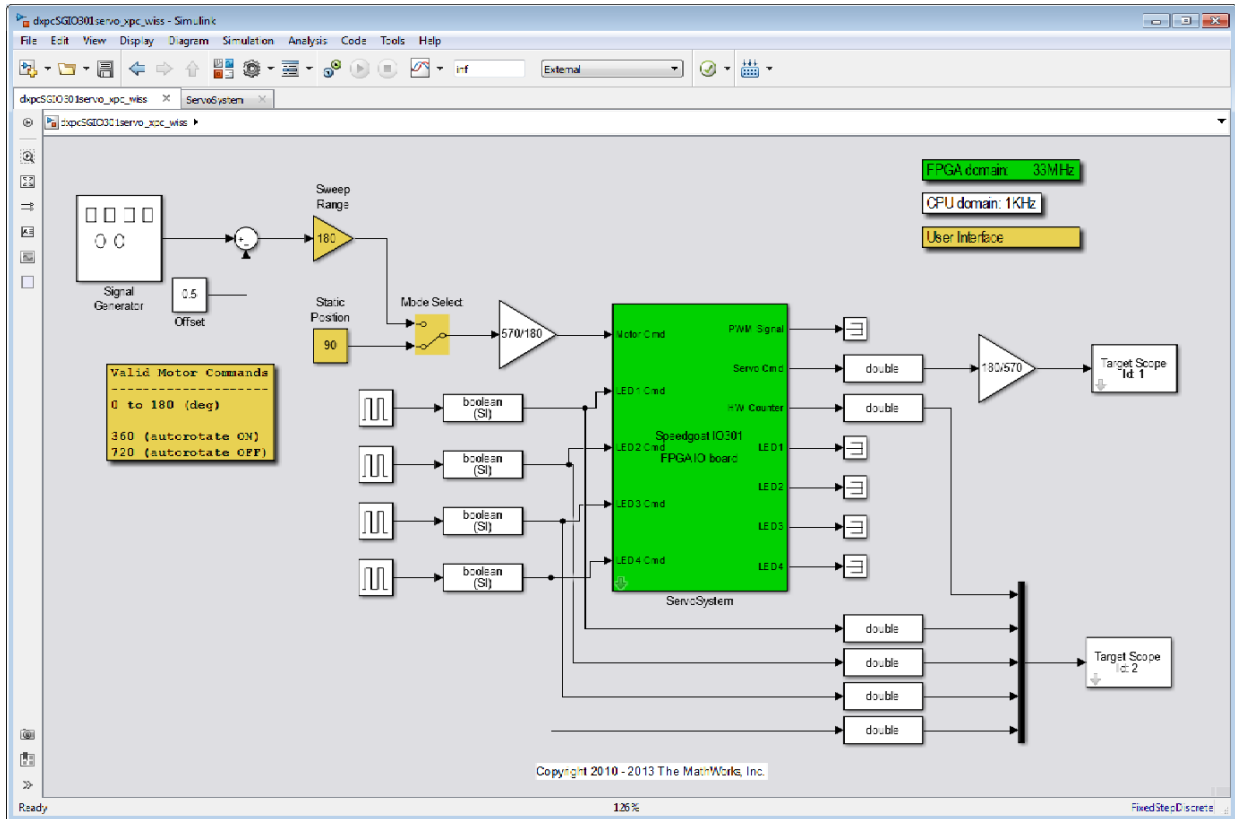 dxpcSGIO301servo_xpc_wiss - Simulink
File Edit View Display Diagram Simulation Analysis Code Tools Help
inf
External
dxpcSGIO301servo_xpc_wiss
ServoSystem
dxpcSGIO301servo_xpc_wiss
FPGA domain: 33MHz
CPU domain: 1KHz
User Interface
Sweep
Range
180
Signal
Generator
0.5
Offset
Static
Postion
90
Mode Select
570/180
Valid Motor Commands
---------------------
0 to 180 (deg)
360 (autorotate ON)
720 (autorotate OFF)
boolean
(SI)
boolean
(SI)
boolean
(SI)
boolean
(SI)
Motor Cmd
LED1 Cmd
LED2 Cmd
LED3 Cmd
LED4 Cmd
Speedgoat IO301
FPGA IO board
PWM Signal
Servo Cmd
HW Counter
LED1
LED2
LED3
LED4
ServoSystem
double
double
180/570
Target Scope
Id: 1
double
double
double
double
Target Scope
Id: 2
Copyright 2010 - 2013 The MathWorks, Inc.
Ready
126%
FixedStepDiscrete